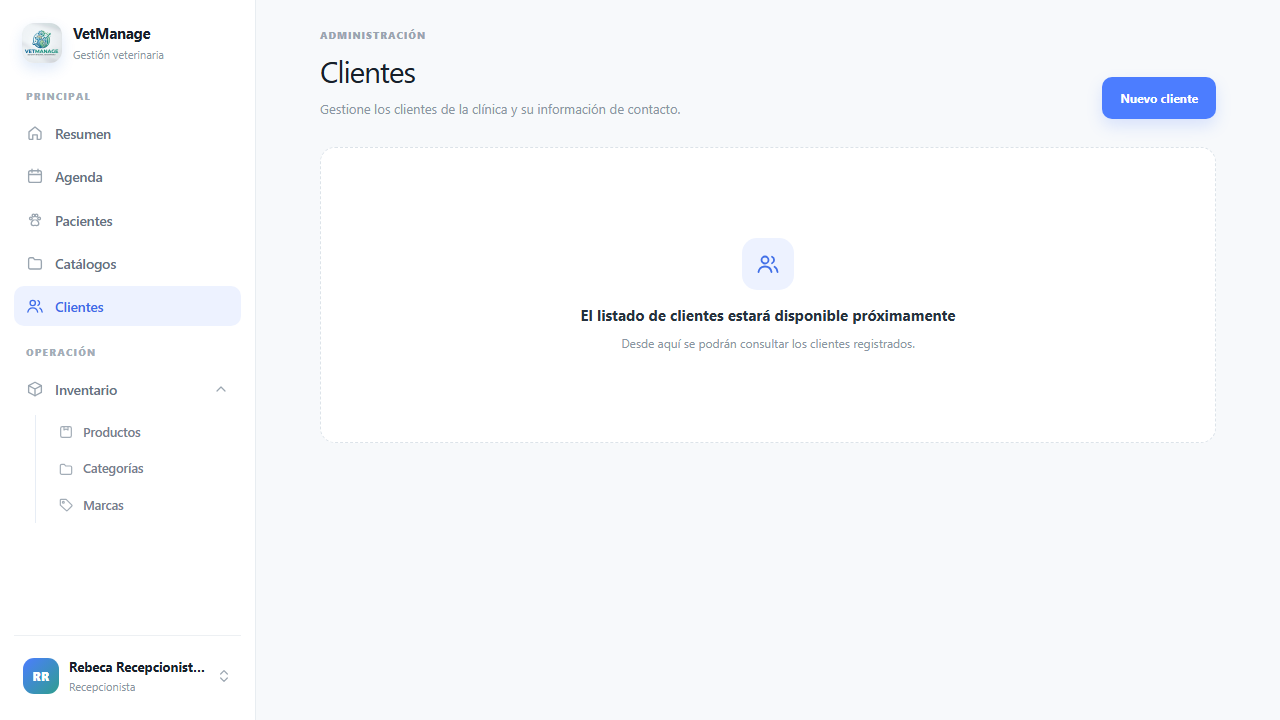 VETMANAGE
VetManage
Gestión veterinaria
PRINCIPAL
Resumen
Agenda
Pacientes
Catálogos
Clientes
OPERACIÓN
Inventario
Productos
Categorías
Marcas
RR
Rebeca Recepcionist...
Recepcionista
ADMINISTRACIÓN
Clientes
Gestione los clientes de la clínica y su información de contacto.
Nuevo cliente
El listado de clientes estará disponible próximamente
Desde aquí se podrán consultar los clientes registrados.